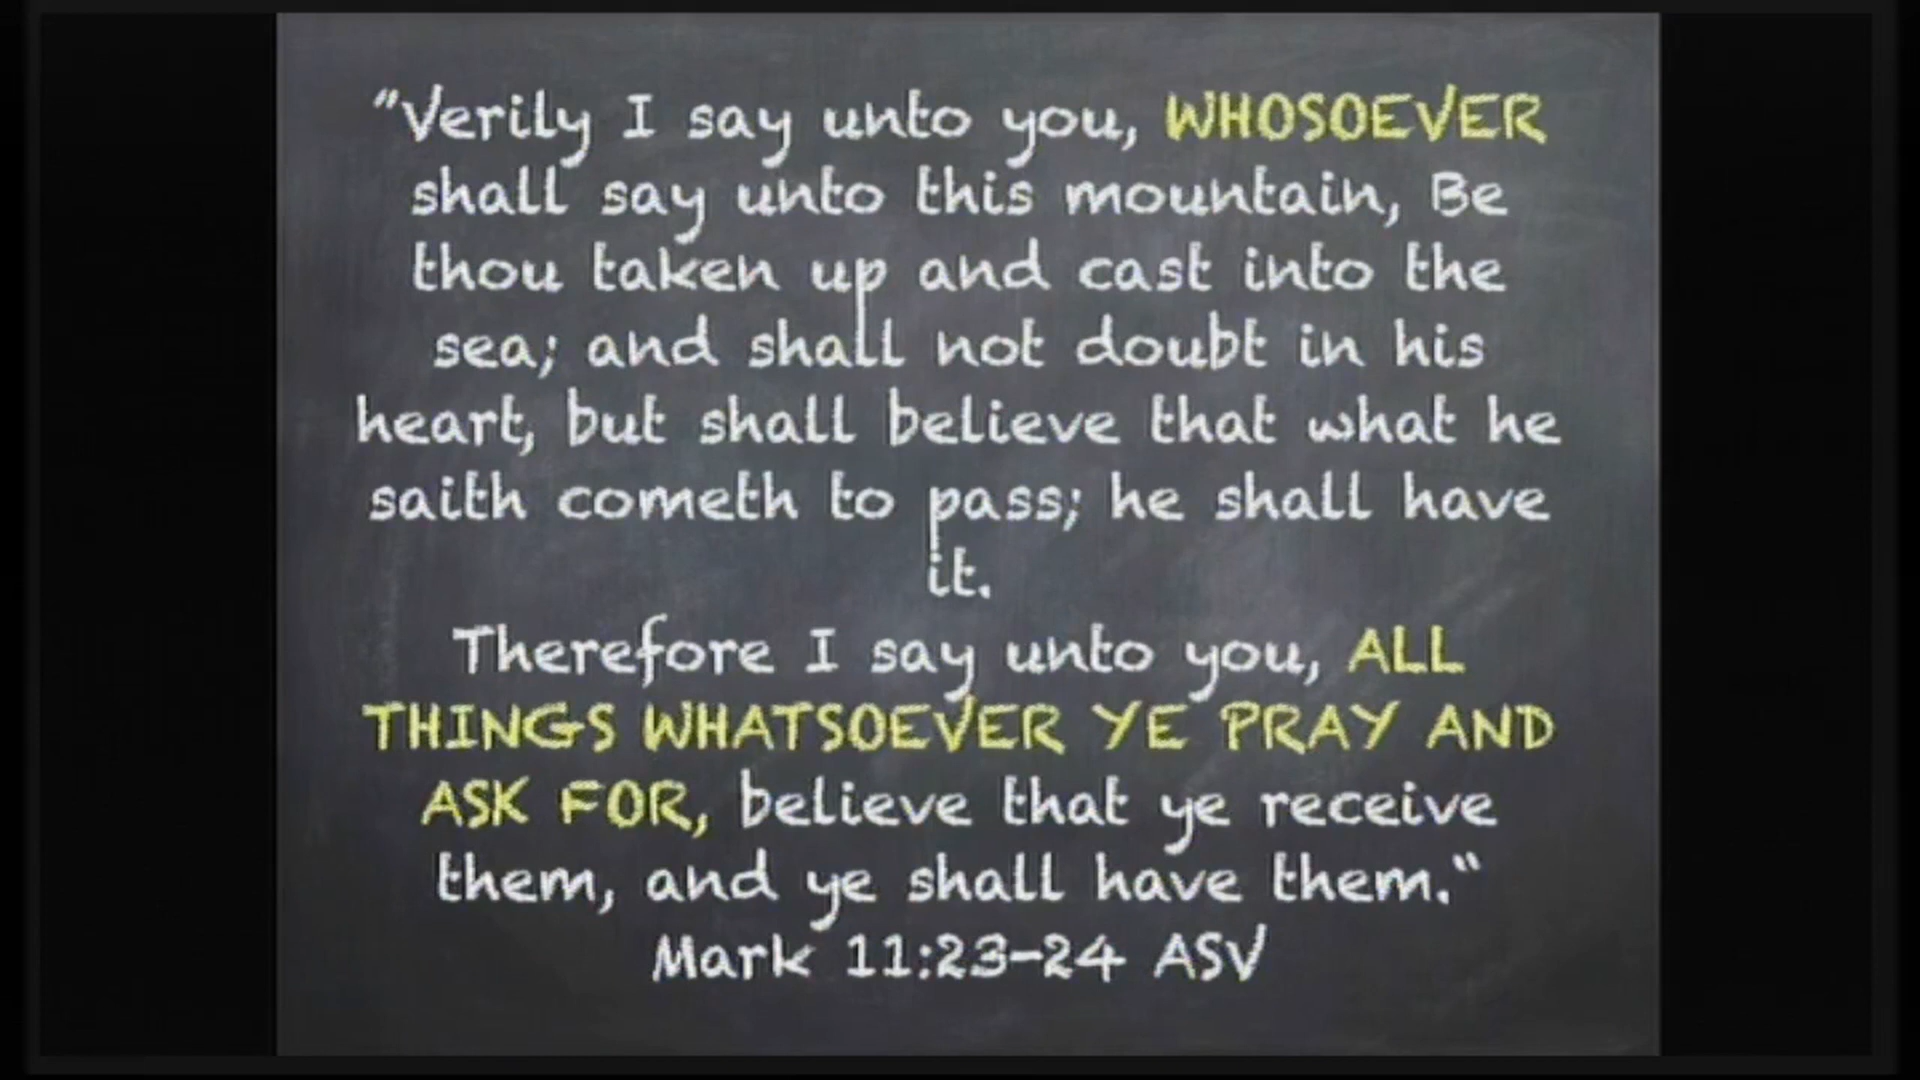 "Verily I say unto you, WHOSOEVER
shall say unto this mountain, Be
thou taken up and cast into the
sea; and shall not doubt in his
heart, but shall believe that what he
saith cometh to pass; he shall have
it.
Therefore I say unto you, ALL
THINGS WHATSOEVER YE PRAY AND
ASK FOR, believe that ye receive
them, and ye shall have them."
Mark 11:23-24 ASV